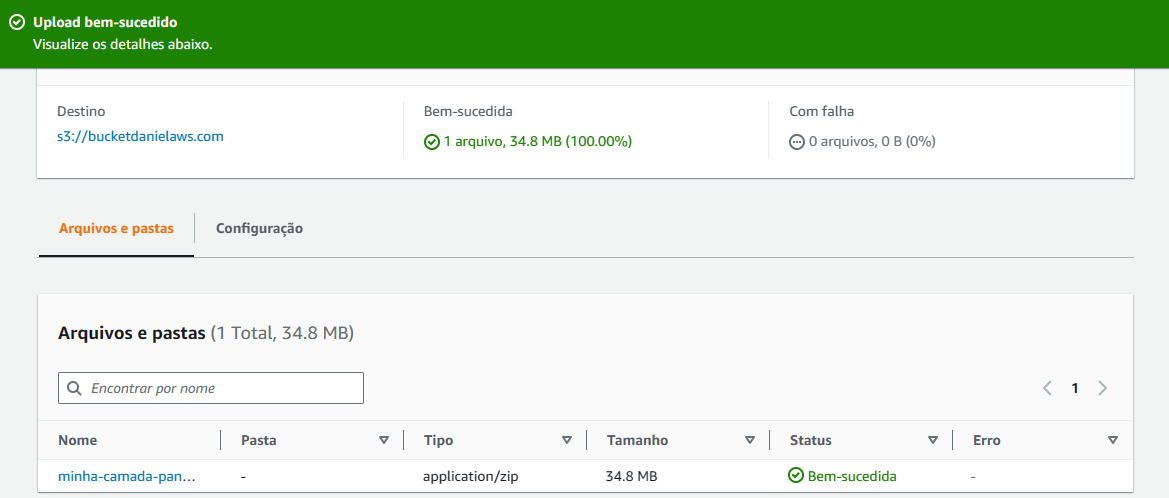 Upload bem-sucedido
Visualize os detalhes abaixo.
Destino
Bem-sucedida
Com falha
s3://bucketdanielaws.com
1 arquivo, 34.8 MB (100.00%)
0 arquivos, 0 B (0%)
Arquivos e pastas
Configuração
Arquivos e pastas (1 Total, 34.8 MB)
Encontrar por nome
1
Nome
Pasta
Tipo
Tamanho
Status
Erro
minha-camada-pan...
-
application/zip
34.8 MB
Bem-sucedida
-